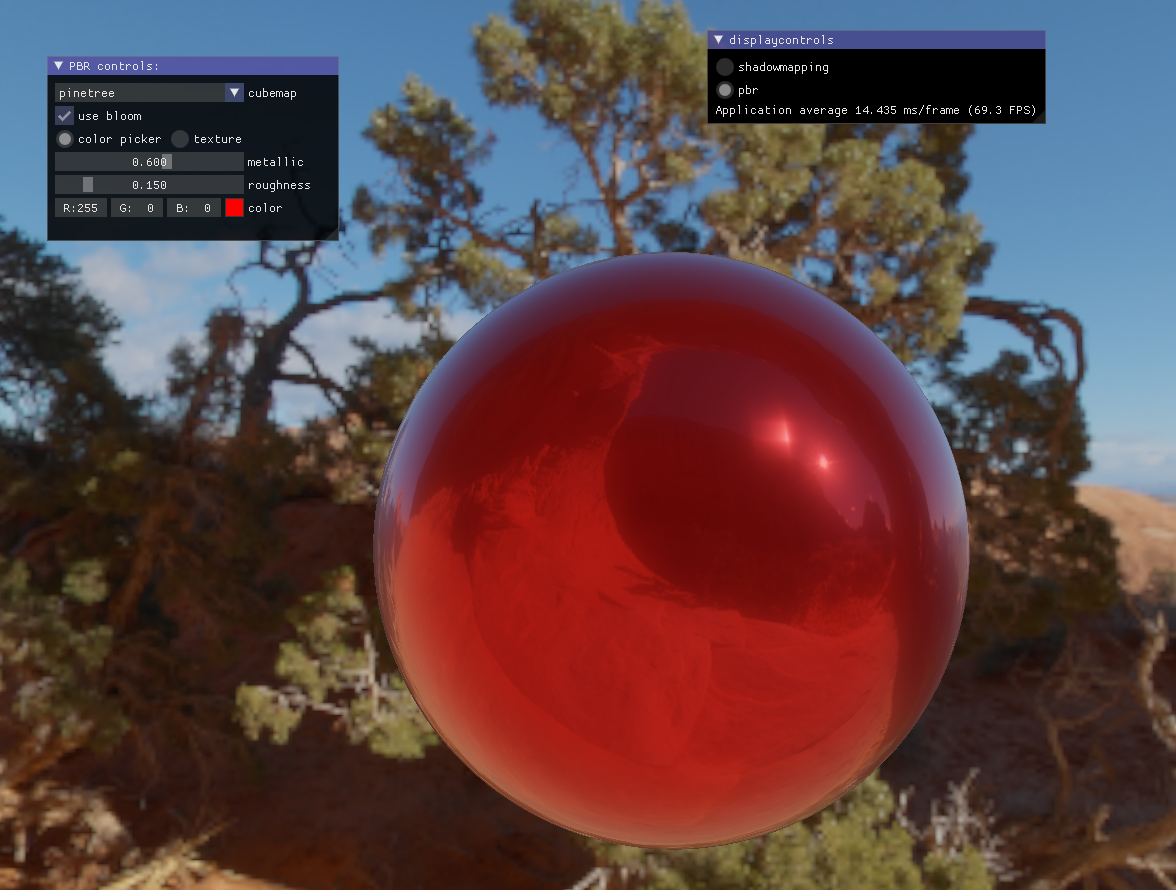 PBR controls:
pinetree cubemap
use bloom
color picker texture
0.600 metallic
0.150 roughness
R:255 G: 0 B: 0 color
displaycontrols
shadowmapping
pbr
Application average 14.435 ms/frame (69.3 FPS)